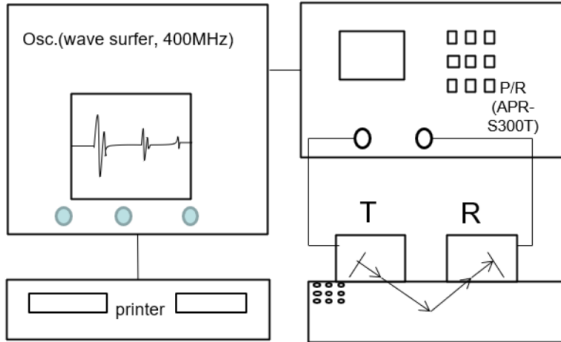 Osc.(wave surfer, 400MHz)
P/R
(APR-
S300T)
T
R
printer